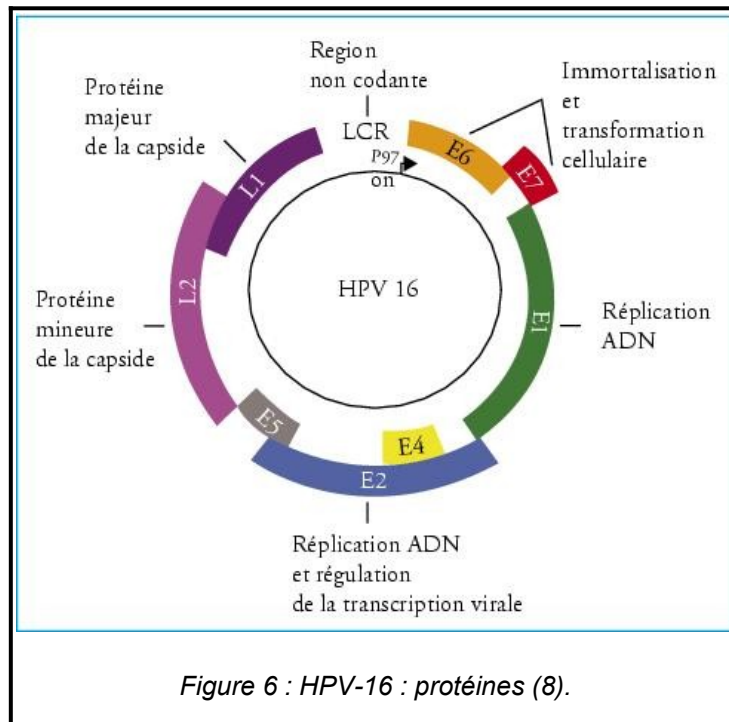 Region
non codante
LCR
P97
on
Protéine
majeur
de la capside
L1
Immortalisation
et
transformation
cellulaire
E6
E7
HPV 16
L2
Protéine
mineure
de la capside
E1
Réplication
ADN
E5
E4
E2
Réplication ADN
et régulation
de la transcription virale
Figure 6 : HPV-16 : protéines (8).